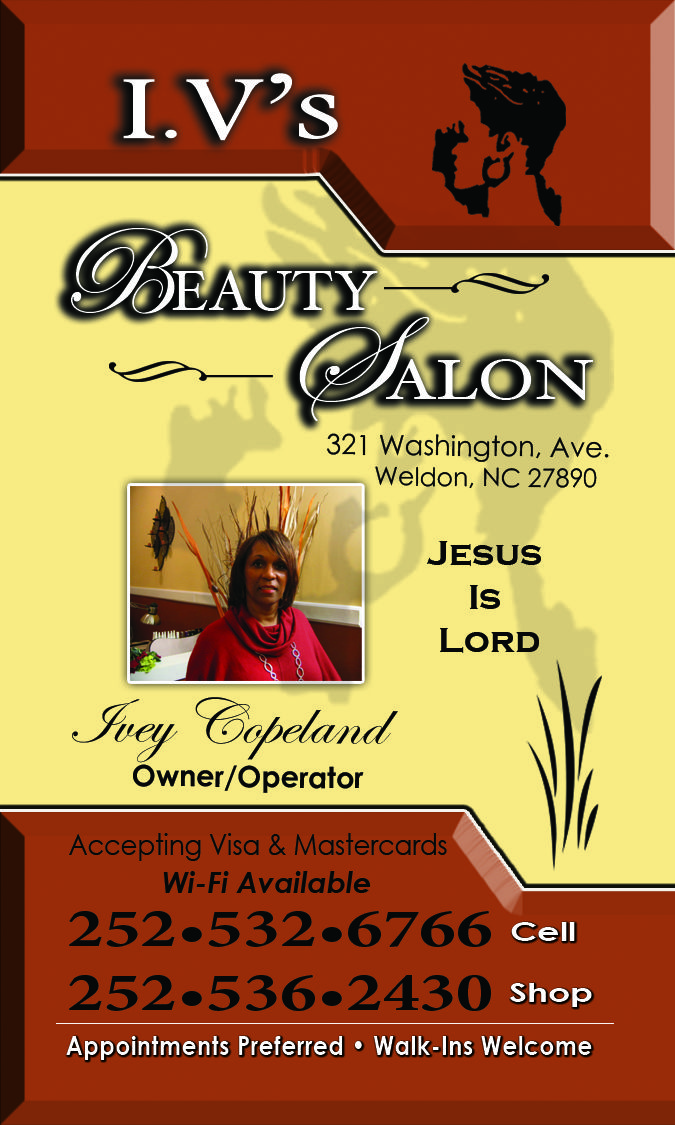 I.V's
Beauty
Salon
321 Washington, Ave.
Weldon, NC 27890
Jesus
Is
Lord
Ivey Copeland
Owner/Operator
Accepting Visa & Mastercards
Wi-Fi Available
252•532•6766 Cell
252•536•2430 Shop
Appointments Preferred • Walk-Ins Welcome